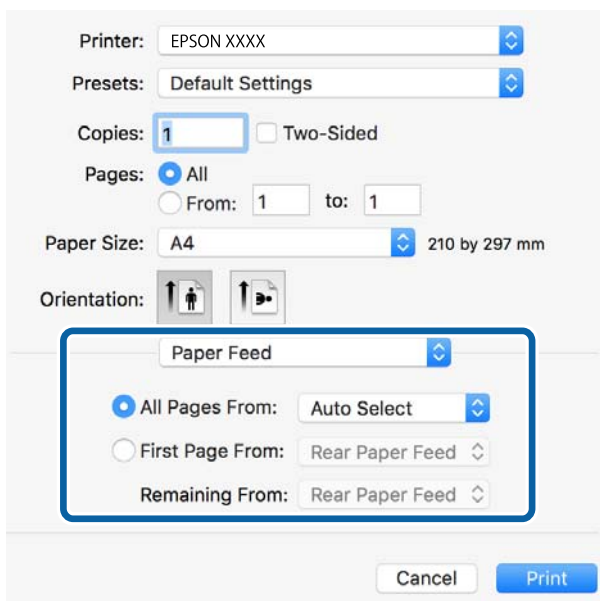 Printer: EPSON XXXX
Presets: Default Settings
Copies: 1 Two-Sided
Pages: All
From: 1 to: 1
Paper Size: A4 210 by 297 mm
Orientation:
Paper Feed
All Pages From: Auto Select
First Page From: Rear Paper Feed
Remaining From: Rear Paper Feed
Cancel Print